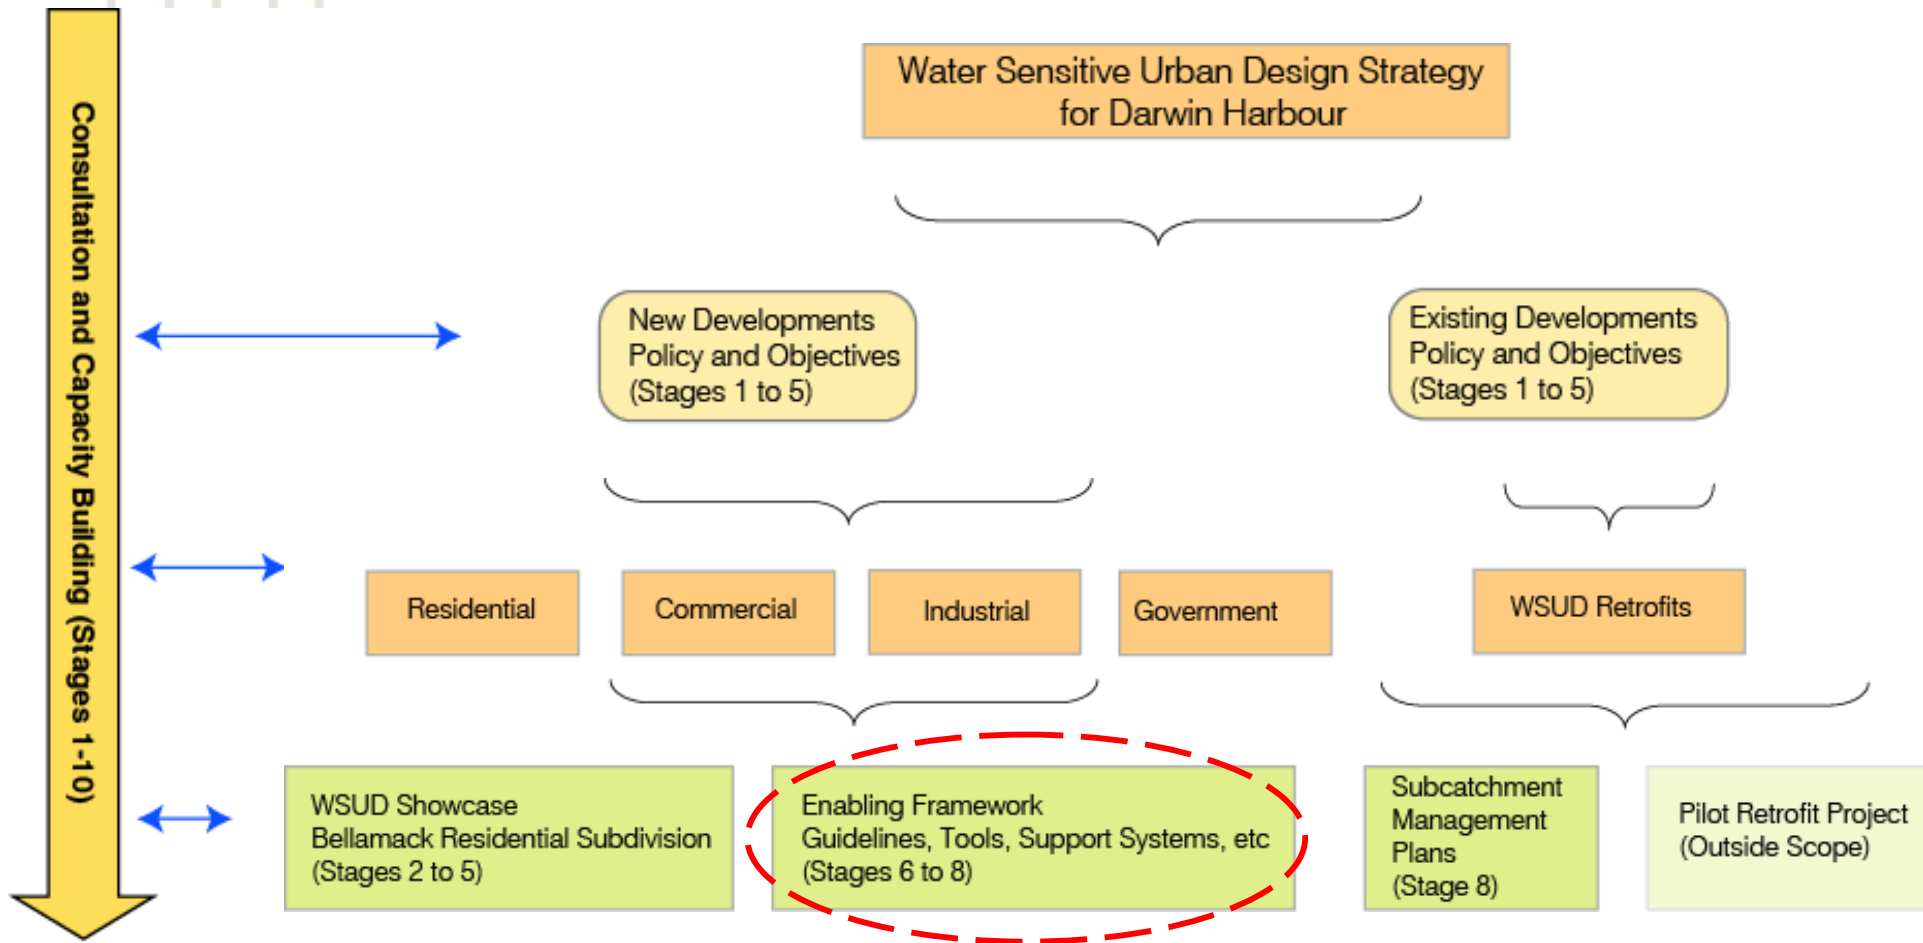 Consultation and Capacity Building (Stages 1-10)
Water Sensitive Urban Design Strategy
for Darwin Harbour
New Developments
Policy and Objectives
(Stages 1 to 5)
Existing Developments
Policy and Objectives
(Stages 1 to 5)
Residential
Commercial
Industrial
Government
WSUD Retrofits
WSUD Showcase
Bellamack Residential Subdivision
(Stages 2 to 5)
Enabling Framework
Guidelines, Tools, Support Systems, etc
(Stages 6 to 8)
Subcatchment
Management
Plans
(Stage 8)
Pilot Retrofit Project
(Outside Scope)